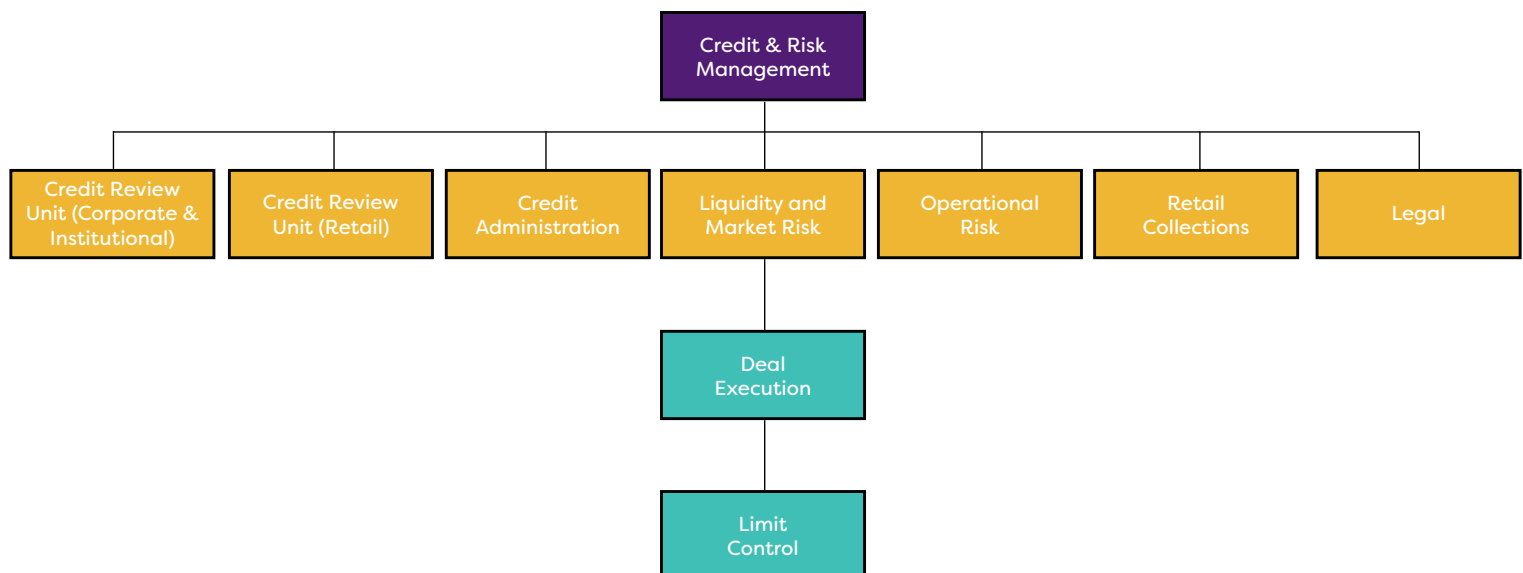 Credit & Risk
Management
Credit Review
Unit (Corporate &
Institutional)
Credit Review
Unit (Retail)
Credit
Administration
Liquidity and
Market Risk
Operational
Risk
Retail
Collections
Legal
Deal
Execution
Limit
Control